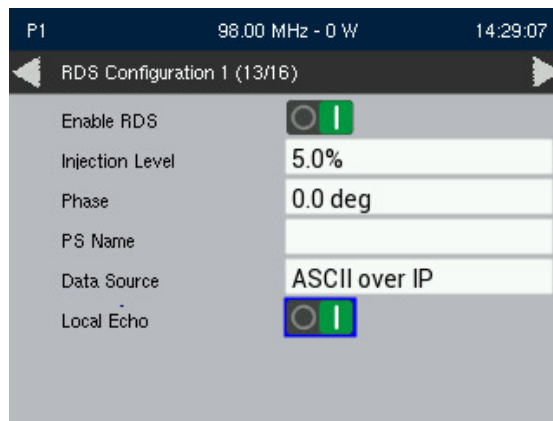 P1 98.00 MHz - 0 W 14:29:07
RDS Configuration 1 (13/16)
Enable RDS
Injection Level 5.0%
Phase 0.0 deg
PS Name
Data Source ASCII over IP
Local Echo